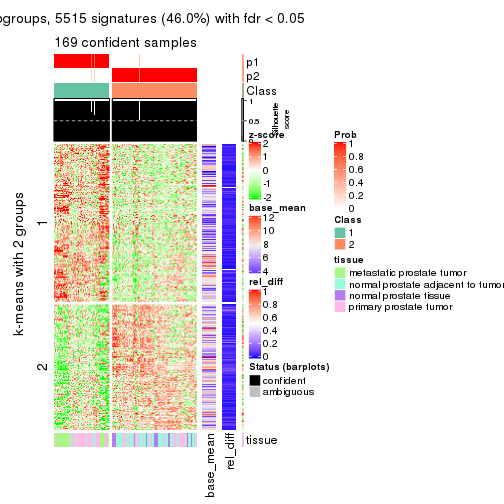 ogroups, 5515 signatures (46.0%) with fdr < 0.05
169 confident samples
p1
p2
Class
1
0.5
0
Silhouette
score
k-means with 2 groups
1
2
z-score
2
1
0
-1
-2
base_mean
12
10
8
6
4
rel_diff
1
0.8
0.6
0.4
0.2
0
Status (barplots)
confident
ambiguous
Prob
1
0.8
0.6
0.4
0.2
0
Class
1
2
tissue
metastatic prostate tumor
normal prostate adjacent to tumor
normal prostate tissue
primary prostate tumor
tissue
base_mean
rel_diff